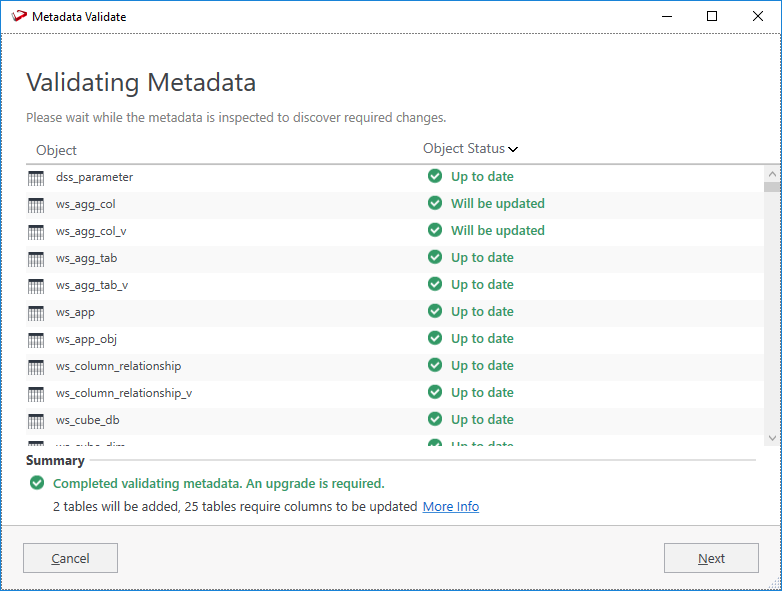 Metadata Validate
Validating Metadata
Please wait while the metadata is inspected to discover required changes.
Object Object Status
dss_parameter Up to date
ws_agg_col Will be updated
ws_agg_col_v Will be updated
ws_agg_tab Up to date
ws_agg_tab_v Up to date
ws_app Up to date
ws_app_obj Up to date
ws_column_relationship Up to date
ws_column_relationship_v Up to date
ws_cube_db Up to date
ws_cube_dim Up to date
Summary
Completed validating metadata. An upgrade is required.
2 tables will be added, 25 tables require columns to be updated More Info
Cancel Next